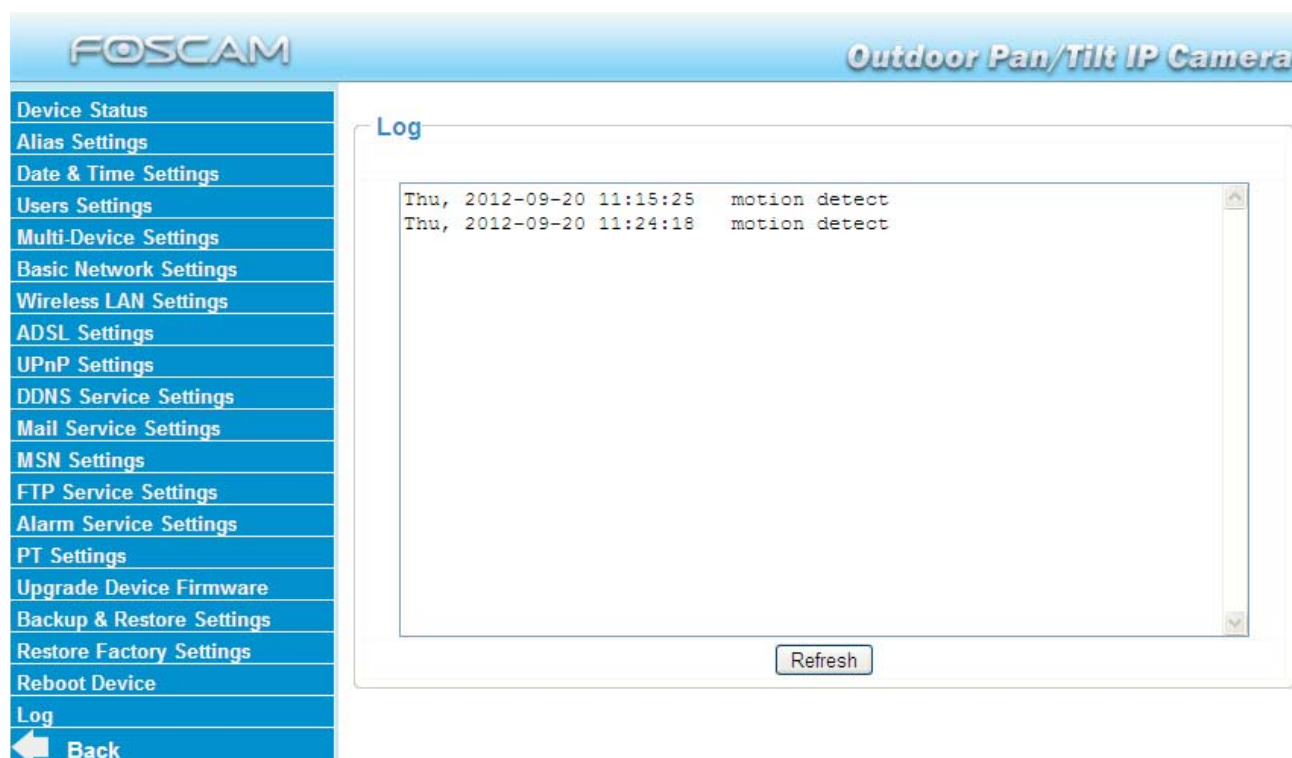 FOSCAM
Outdoor Pan/Tilt IP Camera
Device Status
Alias Settings
Date & Time Settings
Users Settings
Multi-Device Settings
Basic Network Settings
Wireless LAN Settings
ADSL Settings
UPnP Settings
DDNS Service Settings
Mail Service Settings
MSN Settings
FTP Service Settings
Alarm Service Settings
PT Settings
Upgrade Device Firmware
Backup & Restore Settings
Restore Factory Settings
Reboot Device
Log
Back
Log
Thu, 2012-09-20 11:15:25 motion detect
Thu, 2012-09-20 11:24:18 motion detect
Refresh